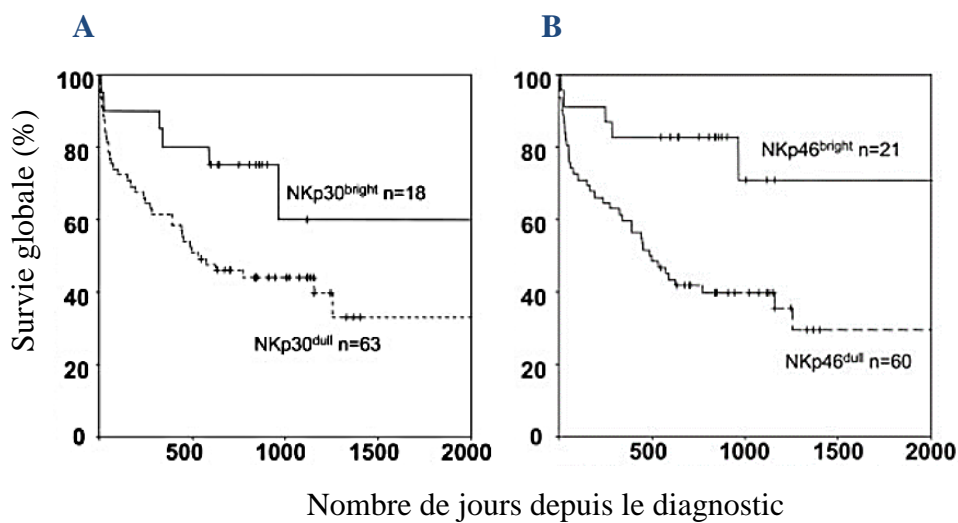 A
B
Survie globale (%)
100
80
60
40
20
0
NKp30bright n=18
NKp30dull n=63
500
1000
1500
2000
100
80
60
40
20
0
NKp46bright n=21
NKp46dull n=60
500
1000
1500
2000
Nombre de jours depuis le diagnostic